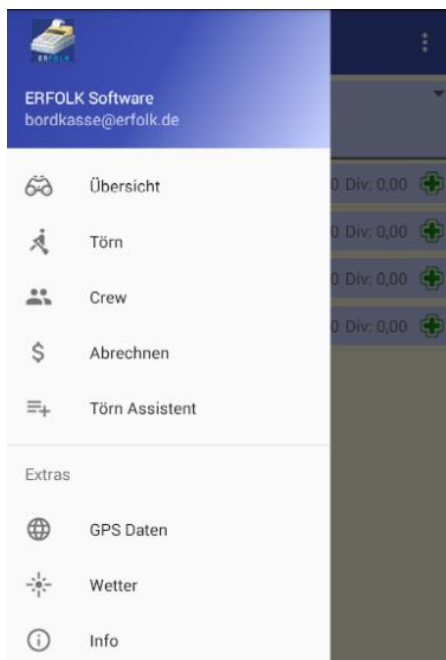 ERFOLK
ERFOLK Software
bordkasse@erfolk.de
Übersicht
0 Div: 0,00
Törn
0 Div: 0,00
Crew
0 Div: 0,00
Abrechnen
0 Div: 0,00
Törn Assistent
Extras
GPS Daten
Wetter
Info